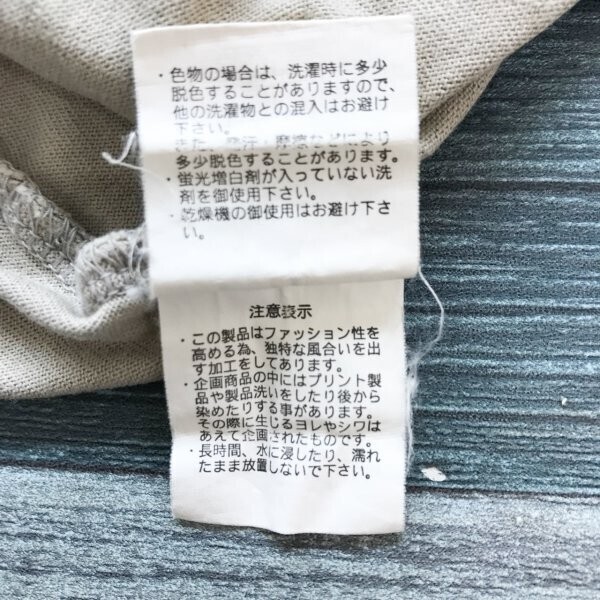 ・色物の場合は、洗濯時に多少
脱色することがありますので、
他の洗濯物との混入はお避け
下さい。
また、発汗・摩擦などにより
多少脱色することがあります。
・蛍光増白剤が入っていない洗
剤を御使用下さい。
・乾燥機の御使用はお避け下さ
い。
注意表示
・この製品はファッション性を
高める為、独特な風合いを出
す加工をしてあります。
・企画商品の中にはプリント製
品や製品洗いをしたり後から
染めたりする事があります。
その際に生じるヨレやシワは
あえて企画されたものです。
・長時間、水に浸したり、濡れ
たまま放置しないで下さい。